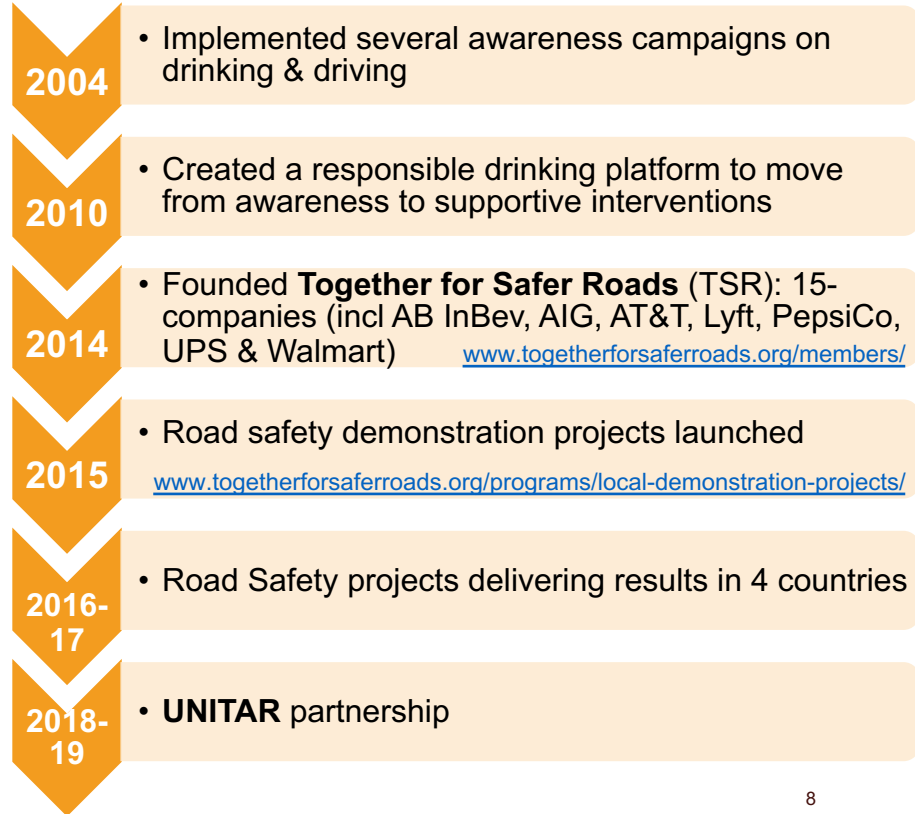 2004
• Implemented several awareness campaigns on
drinking & driving
2010
• Created a responsible drinking platform to move
from awareness to supportive interventions
2014
• Founded Together for Safer Roads (TSR): 15-
companies (incl AB InBev, AIG, AT&T, Lyft, PepsiCo,
UPS & Walmart) www.togetherforsaferroads.org/members/
2015
• Road safety demonstration projects launched
www.togetherforsaferroads.org/programs/local-demonstration-projects/
2016-
17
• Road Safety projects delivering results in 4 countries
2018-
19
• UNITAR partnership
8